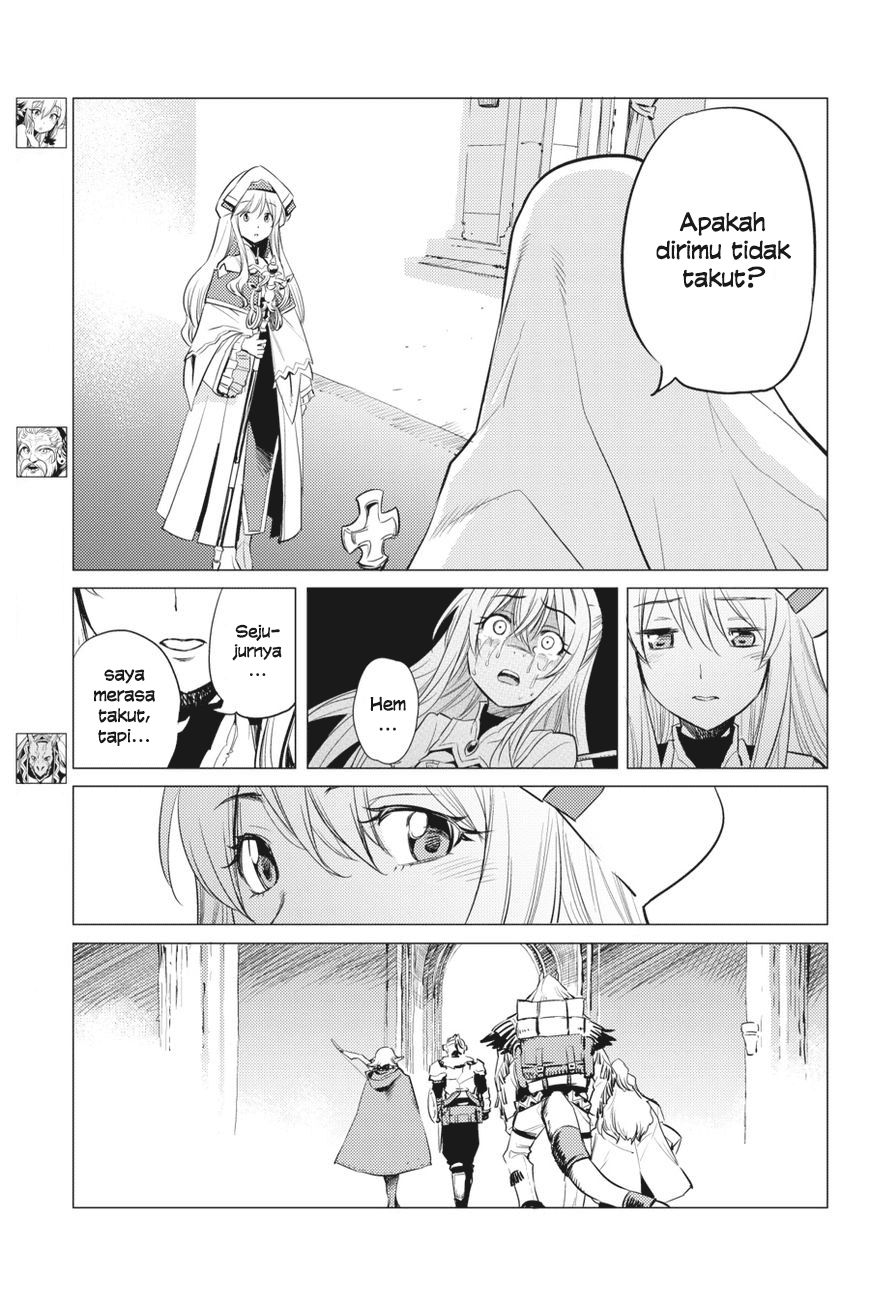 Apakah
dirimu tidak
takut?
Hem
...
Seju-
jurnya
...
saya
merasa
takut,
tapi...